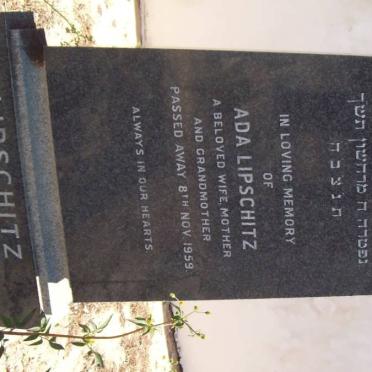 נפטרה מרחשון תשך
ת נ צ ב ה
IN LOVING MEMORY
OF
ADA LIPSCHITZ
A BELOVED WIFE, MOTHER
AND GRANDMOTHER
PASSED AWAY 8TH NOV. 1959.
ALWAYS IN OUR HEARTS
LIPSCHITZ